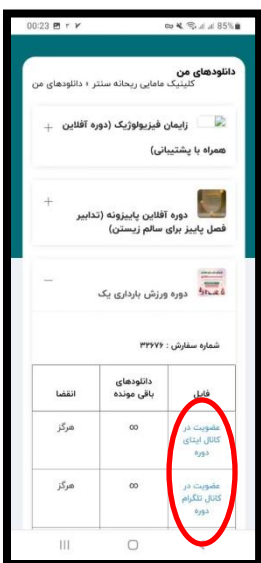 00:23
85%
دانلودهای من
کلینیک مامایی ریحانه سنتر › دانلودهای من
زایمان فیزیولوژیک (دوره آفلاین
همراه با پشتیبانی)
+
دوره آفلاین پاییزونه (تدابیر
فصل پاییز برای سالم زیستن)
+
دوره ورزش بارداری یک
—
شماره سفارش : ۳۲۶۷۶
فایل
دانلودهای
باقی مونده
انقضا
عضویت در
کانال ایتای
دوره
∞
هرگز
عضویت در
کانال تلگرام
دوره
∞
هرگز